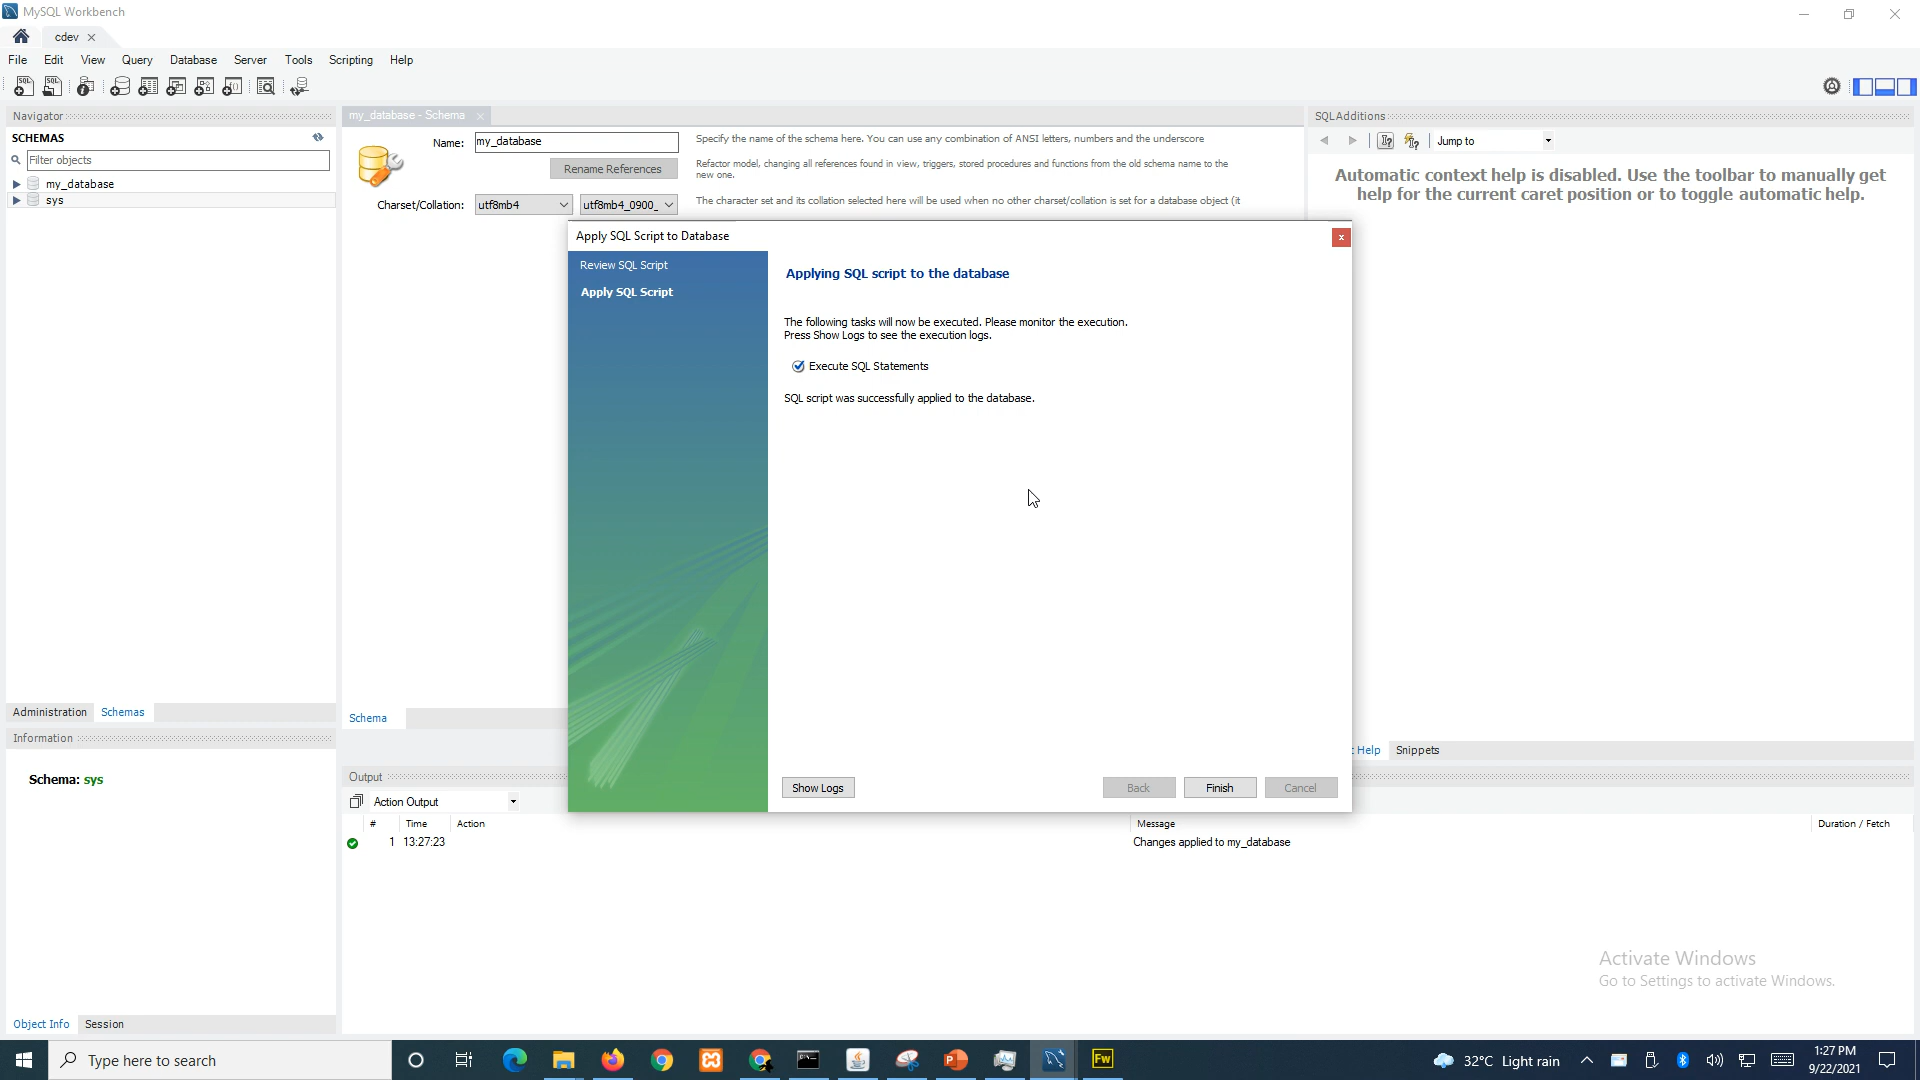 MySQL Workbench
cdev
File Edit View Query Database Server Tools Scripting Help
Navigator
SCHEMAS
Filter objects
my_database
sys
Administration Schemas
Information
Schema: sys
Object Info Session
my_database - Schema
Name: my_database
Specify the name of the schema here. You can use any combination of ANSI letters, numbers and the underscore
Rename References
Refactor model, changing all references found in view, triggers, stored procedures and functions from the old schema name to the
new one.
Charset/Collation: utf8mb4 utf8mb4_0900_
The character set and its collation selected here will be used when no other charset/collation is set for a database object (it
Schema
Apply SQL Script to Database
Review SQL Script
Apply SQL Script
Applying SQL script to the database
The following tasks will now be executed. Please monitor the execution.
Press Show Logs to see the execution logs.
Execute SQL Statements
SQL script was successfully applied to the database.
Show Logs Back Finish Cancel
SQLAdditions
Jump to
Automatic context help is disabled. Use the toolbar to manually get
help for the current caret position or to toggle automatic help.
Help Snippets
Output
Action Output
# Time Action Message Duration / Fetch
1 13:27:23 Changes applied to my_database
Activate Windows
Go to Settings to activate Windows.
Type here to search
Fw
32°C Light rain
1:27 PM
9/22/2021